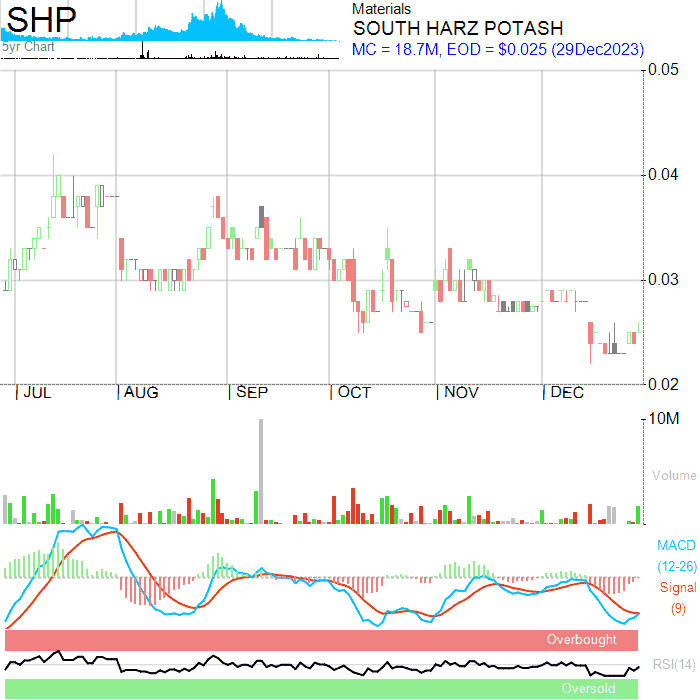 SHP
5yr Chart
Materials
SOUTH HARZ POTASH
MC = 18.7M, EOD = $0.025 (29Dec2023)
0.05
0.04
0.03
0.02
JUL AUG SEP OCT NOV DEC
10M
Volume
MACD
(12-26)
Signal
(9)
Overbought
RSI(14)
Oversold